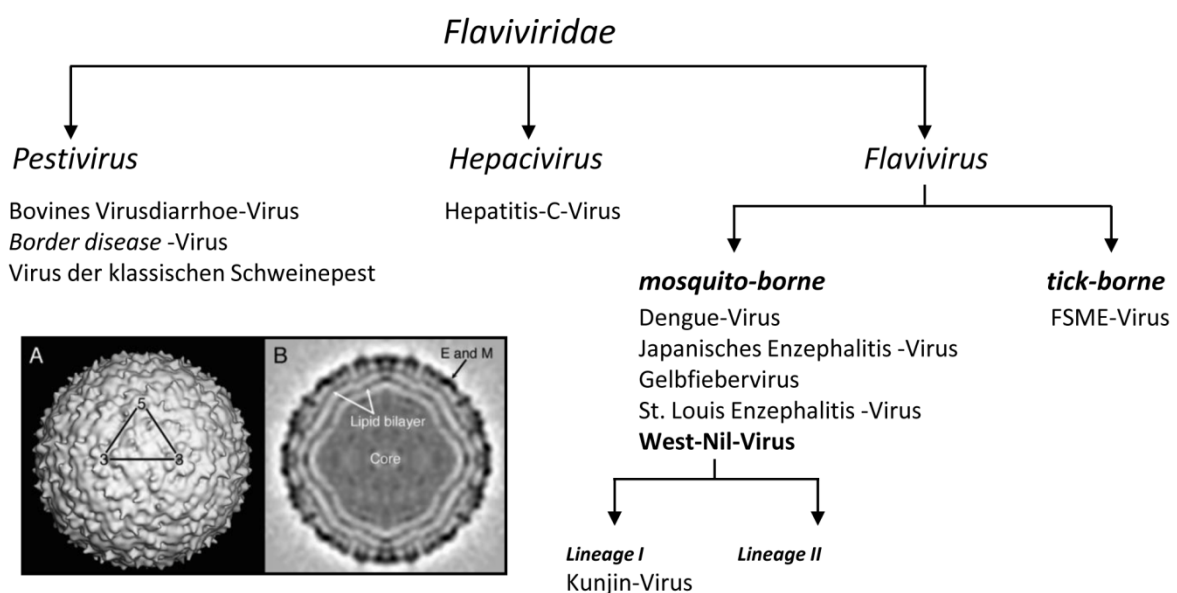 Flaviviridae
Pestivirus
Bovines Virusdiarrhoe-Virus
Border disease -Virus
Virus der klassischen Schweinepest
Hepacivirus
Hepatitis-C-Virus
Flavivirus
mosquito-borne
Dengue-Virus
Japanisches Enzephalitis -Virus
Gelbfiebervirus
St. Louis Enzephalitis -Virus
West-Nil-Virus
tick-borne
FSME-Virus
Lineage I
Kunjin-Virus
Lineage II
A
5
3 3
B
E and M
Lipid bilayer
Core